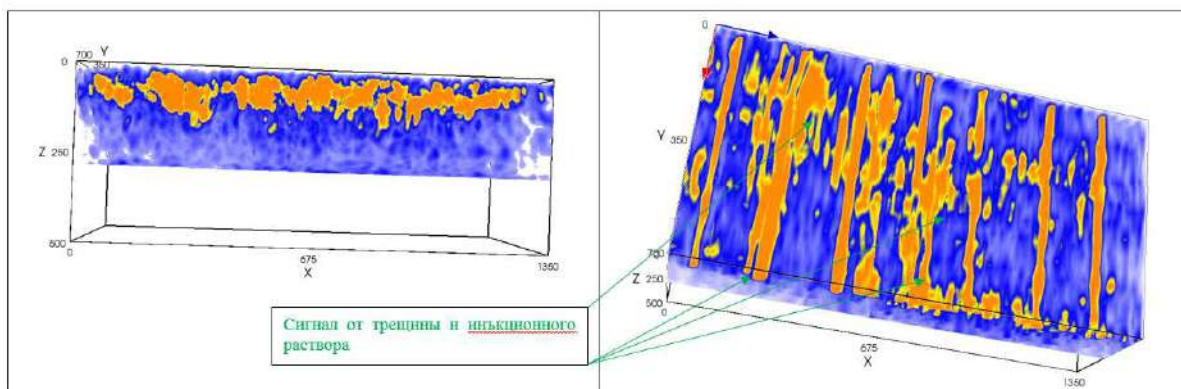 0 700 Y
350
Z 250
500
0
675
X
1350
0
Y 350
700
Z 250
500
0
675
X
1350
Сигнал от трещины и инъкционного
раствора